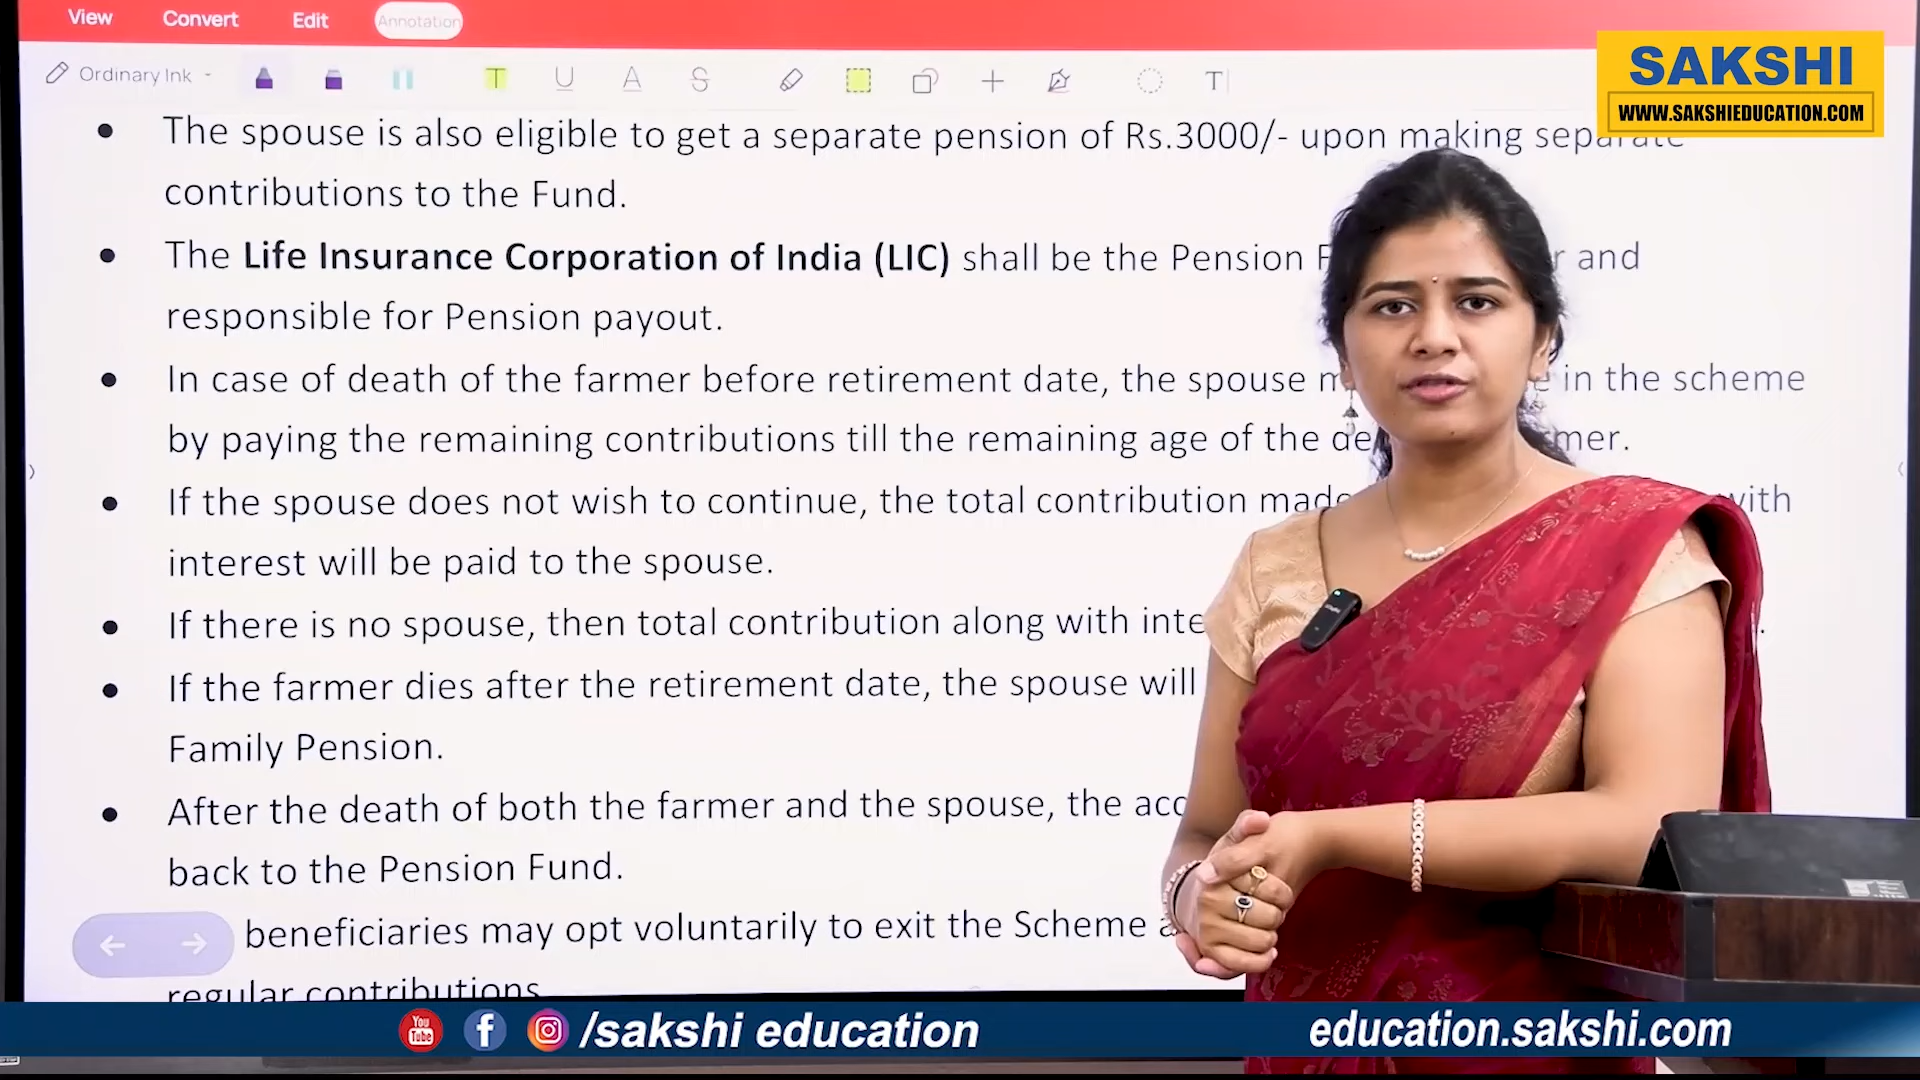 View Convert Edit Annotation
Ordinary Ink
SAKSHI
WWW.SAKSHIEDUCATION.COM
The spouse is also eligible to get a separate pension of Rs.3000/- upon making separate
contributions to the Fund.
The Life Insurance Corporation of India (LIC) shall be the Pension and
responsible for Pension payout.
In case of death of the farmer before retirement date, the spouse in the scheme
by paying the remaining contributions till the remaining age of the
If the spouse does not wish to continue, the total contribution made with
interest will be paid to the spouse.
If there is no spouse, then total contribution along with
If the farmer dies after the retirement date, the spouse will
Family Pension.
After the death of both the farmer and the spouse, the
back to the Pension Fund.
beneficiaries may opt voluntarily to exit the Scheme
regular contributions
You Tube f /sakshi education education.sakshi.com